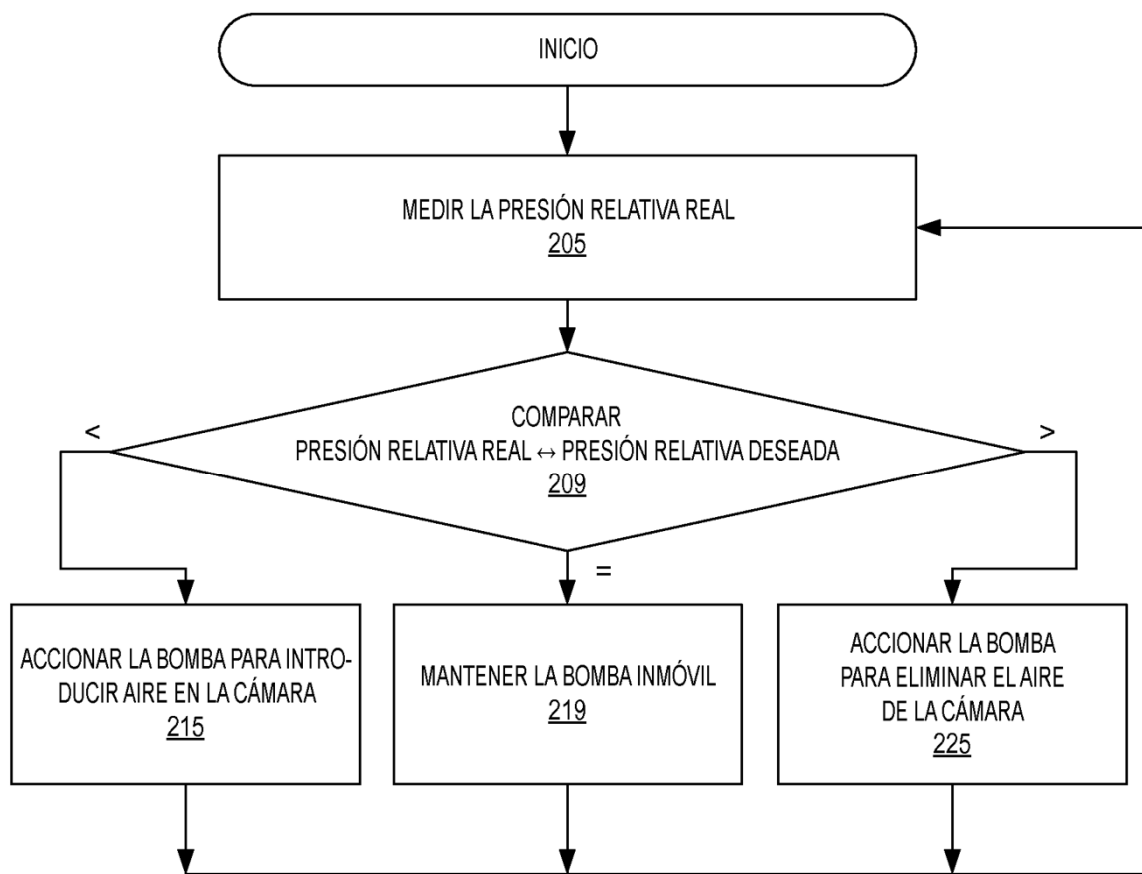 INICIO
MEDIR LA PRESIÓN RELATIVA REAL
205
COMPARAR
PRESIÓN RELATIVA REAL ↔ PRESIÓN RELATIVA DESEADA
209
<
>
=
ACCIONAR LA BOMBA PARA INTRO-
DUCIR AIRE EN LA CÁMARA
215
MANTENER LA BOMBA INMÓVIL
219
ACCIONAR LA BOMBA
PARA ELIMINAR EL AIRE
DE LA CÁMARA
225